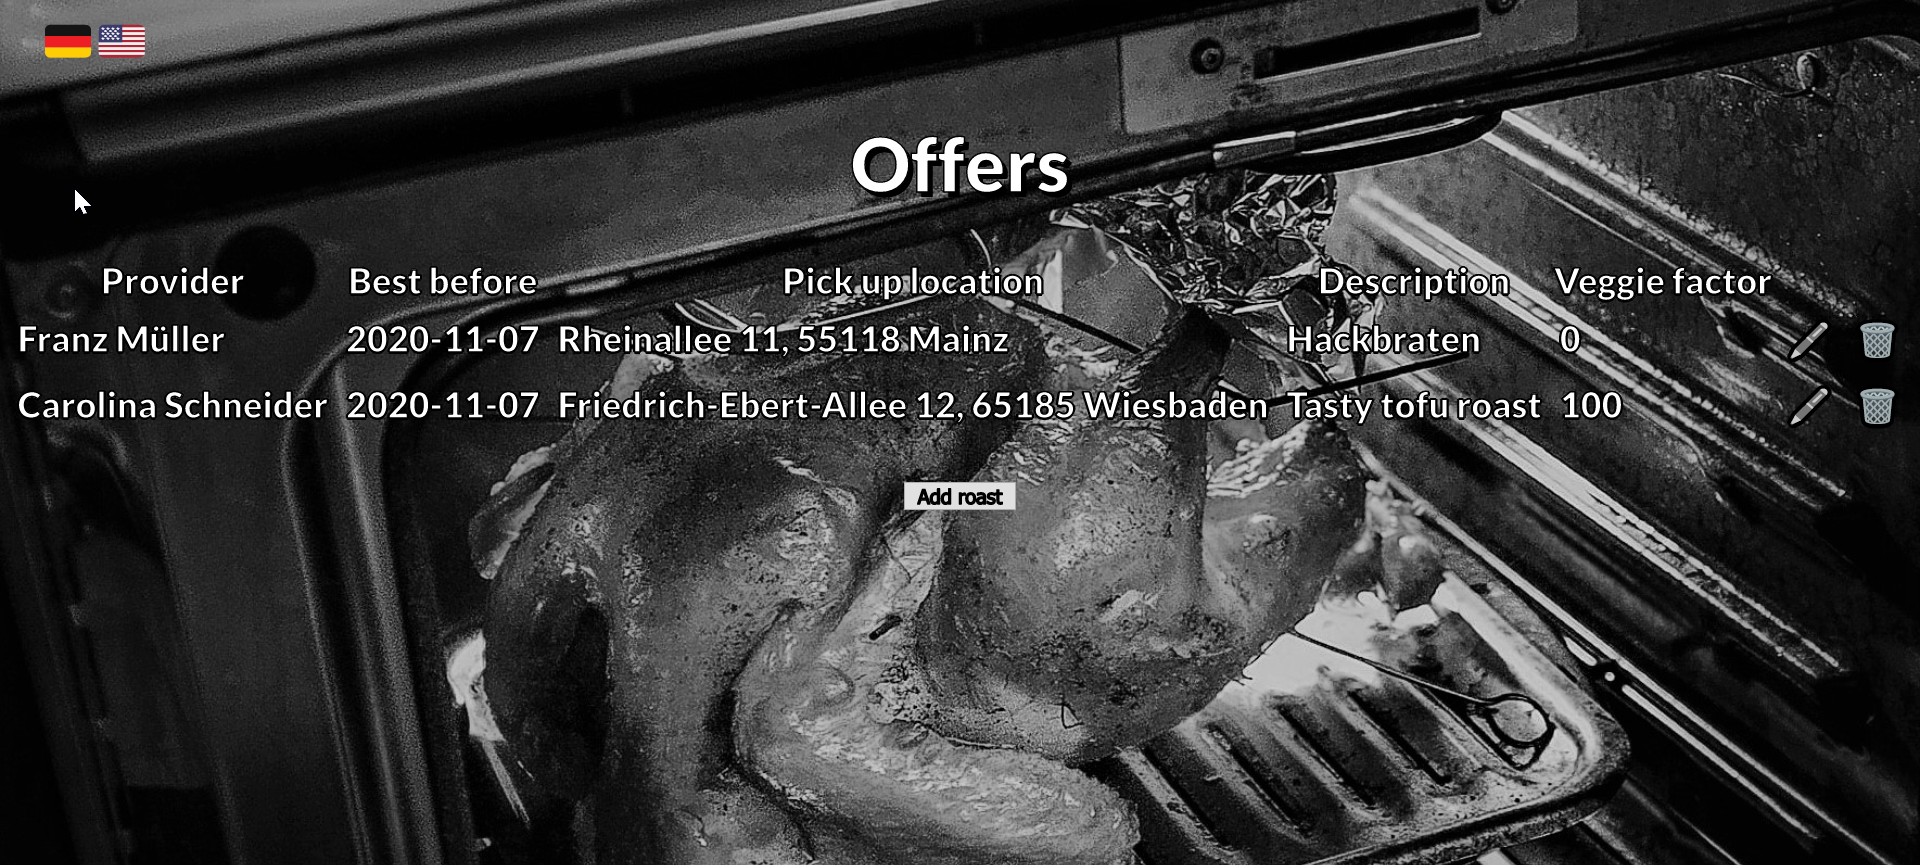 Offers
Provider Best before Pick up location Description Veggie factor
Franz Müller 2020-11-07 Rheinallee 11, 55118 Mainz Hackbraten 0
Carolina Schneider 2020-11-07 Friedrich-Ebert-Allee 12, 65185 Wiesbaden Tasty tofu roast 100
Add roast